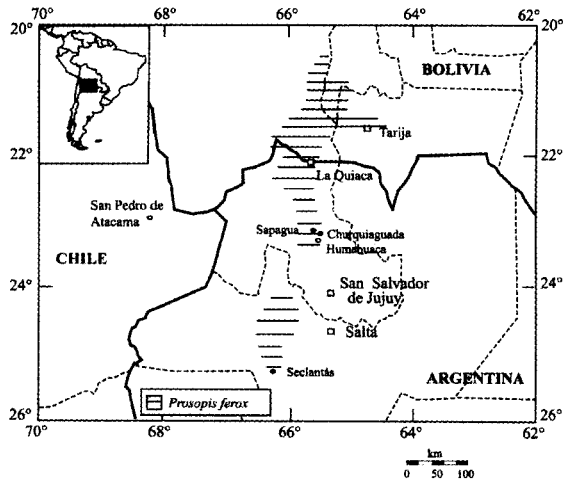 70° 68° 66° 64° 62°
20° 20°
BOLIVIA
Tarija
22° 22°
La Quiaca
San Pedro de
Atacama
Sapagua Churquiaguada
Humahuaca
CHILE
24° 24°
San Salvador
de Jujuy
Salta
Seclantás
ARGENTINA
Prosopis ferox
26° 26°
70° 68° 66° 64° 62°
km
0 50 100